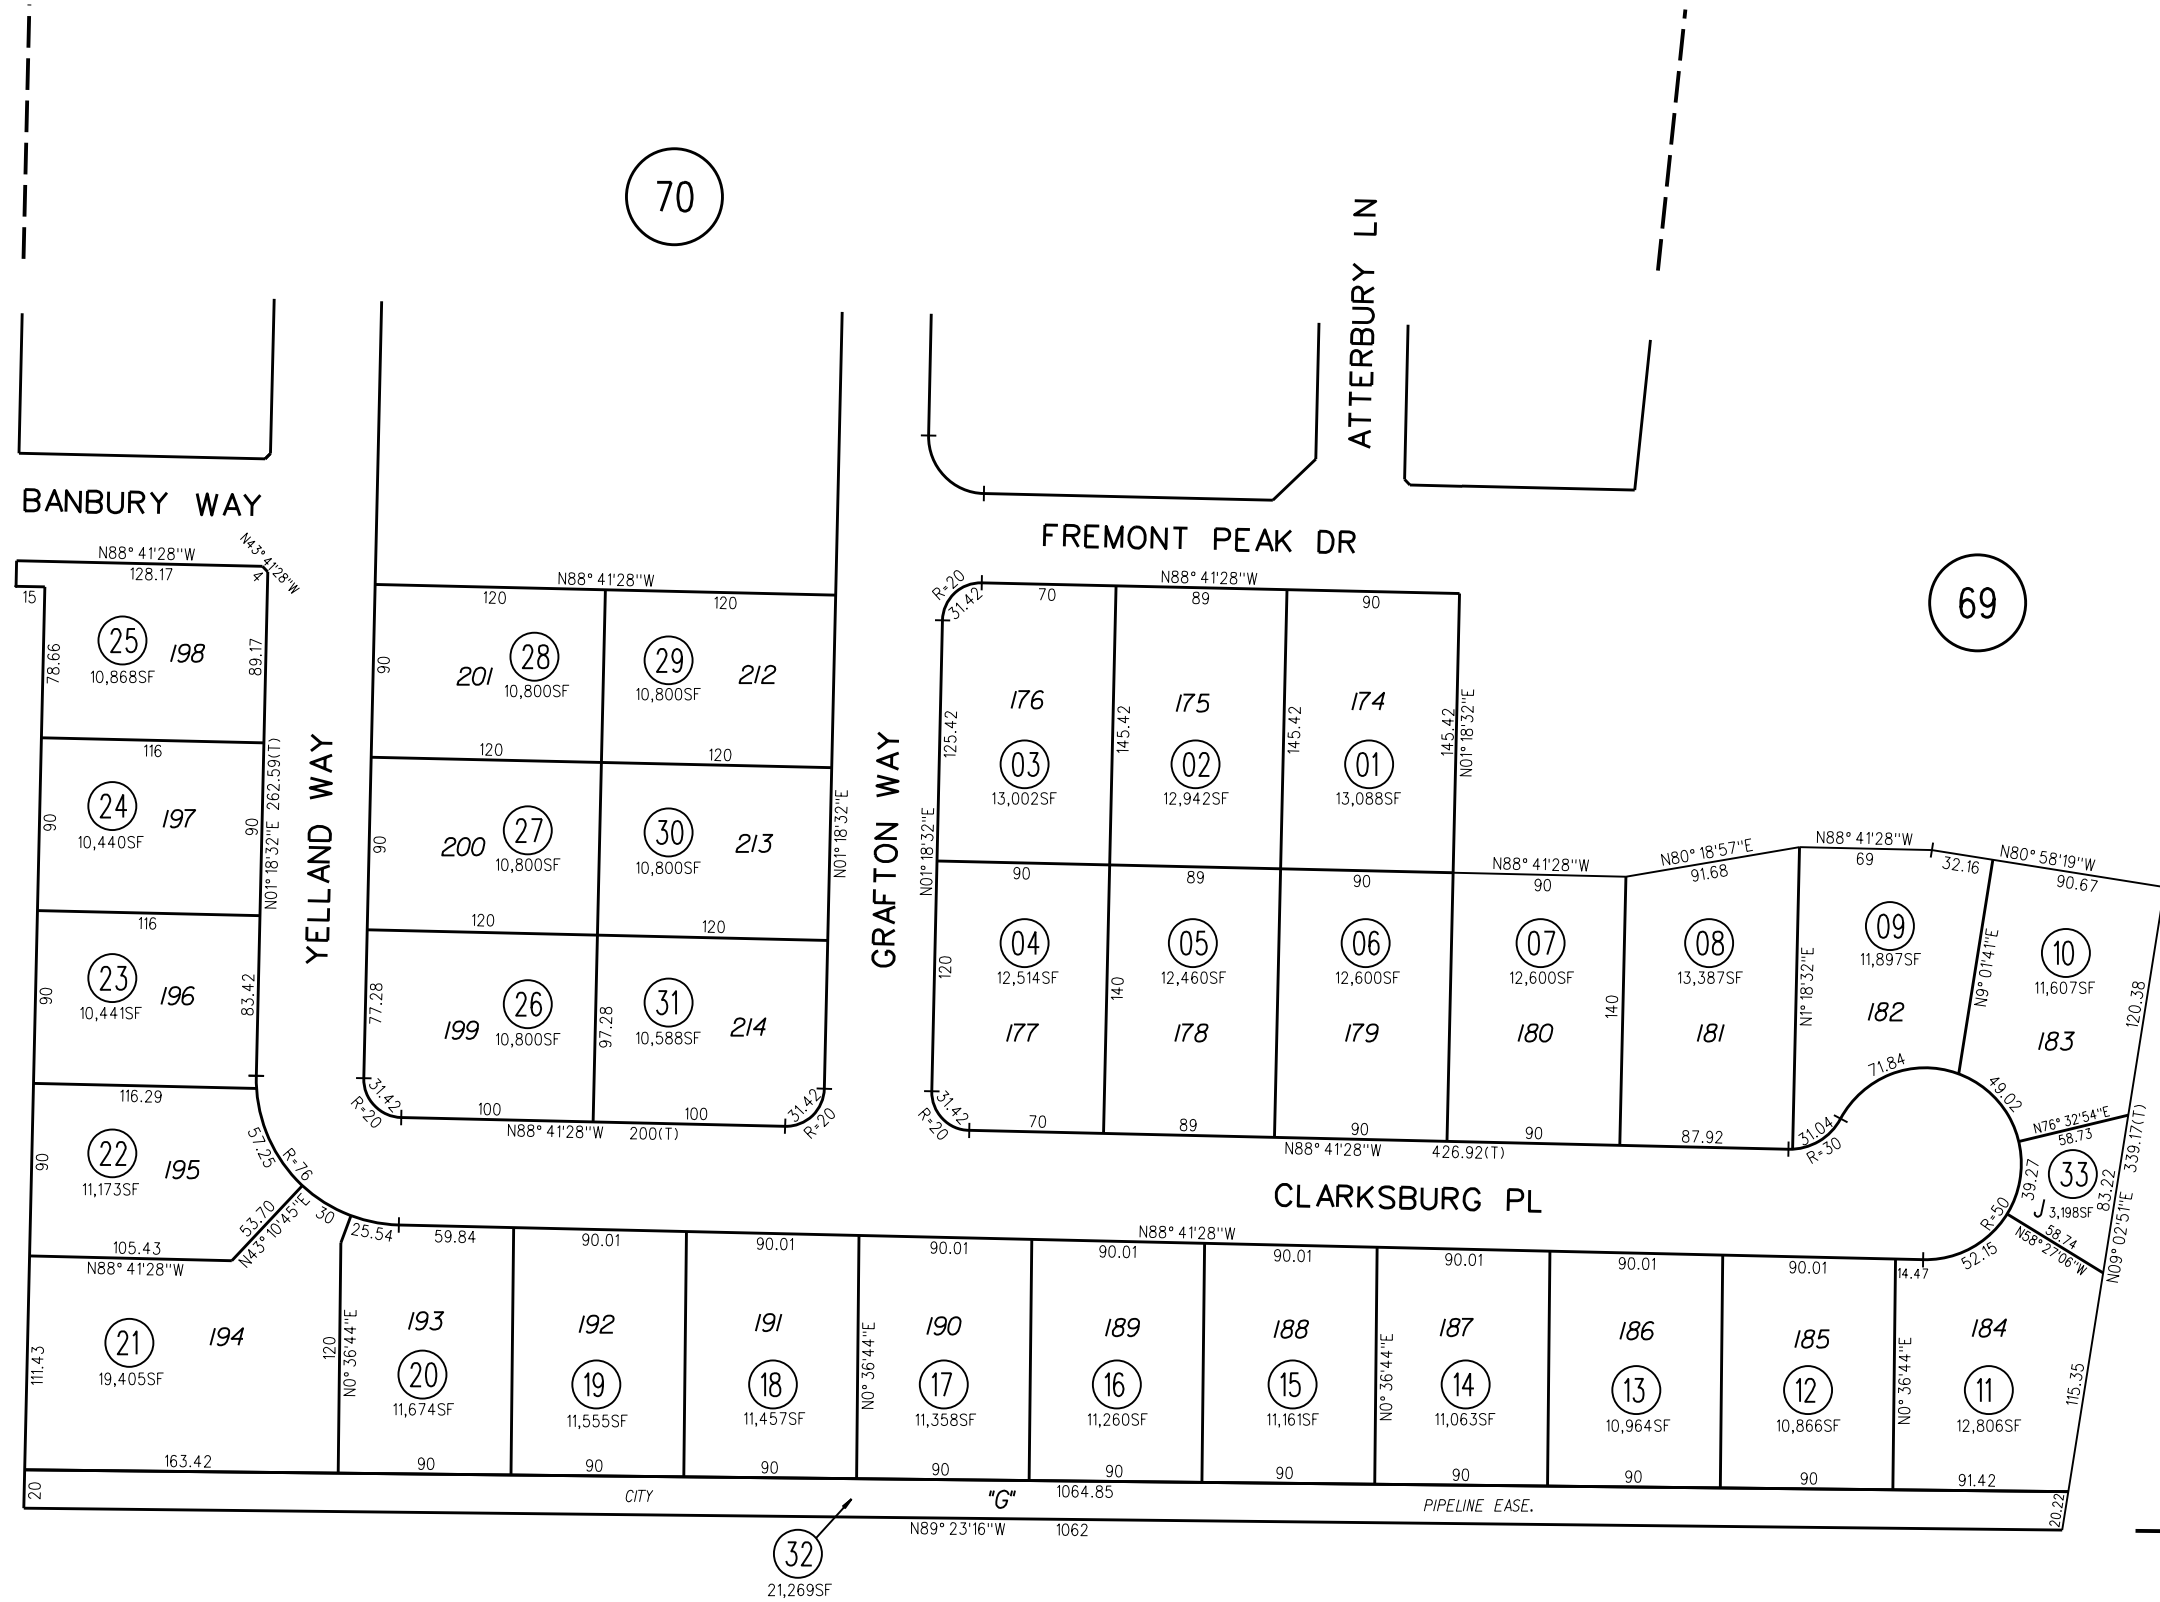 70
ATTERBURY LN
BANBURY WAY
FREMONT PEAK DR
69
N88° 41'28"W
128.17
N43° 41'28"W
4
15
78.66
25
198
10,868SF
89.17
116
24
197
10,440SF
90
90
N01° 18'32"E 262.59(T)
116
23
196
10,441SF
90
83.42
116.29
22
195
11,173SF
90
57.25
R=76
53.70
N43° 10'45"E
30
25.54
105.43
N88° 41'28"W
21
194
19,405SF
111.43
120
N0° 36'44"E
163.42
YELLAND WAY
N88° 41'28"W
120
120
90
201
28
10,800SF
29
212
10,800SF
120
120
90
200
27
10,800SF
30
213
10,800SF
N01° 18'32"E
120
120
77.28
199
26
10,800SF
97.28
31
214
10,588SF
31.42
R=20
100
100
31.42
R=20
N88° 41'28"W 200(T)
GRAFTON WAY
R=20
31.42
N88° 41'28"W
70
89
90
125.42
176
03
13,002SF
145.42
175
02
12,942SF
145.42
174
01
13,088SF
145.42
N01° 18'32"E
N01° 18'32"E
90
89
90
N88° 41'28"W
90
N80° 18'57"E
91.68
N88° 41'28"W
69
32.16
N80° 58'19"W
90.67
120
04
12,514SF
177
140
05
12,460SF
178
06
12,600SF
179
07
12,600SF
180
140
08
13,387SF
181
N1° 18'32"E
09
11,897SF
182
N9° 01'41"E
10
11,607SF
183
120.38
31.42
R=20
70
89
90
90
87.92
31.04
R=30
71.84
49.02
N76° 32'54"E
58.73
33
J 3,198SF
39.27
83.22
N09° 02'51"E 339.17(T)
R=50
58.74
N58° 27'06"W
52.15
N88° 41'28"W 426.92(T)
CLARKSBURG PL
N88° 41'28"W
59.84
90.01
90.01
90.01
90.01
90.01
90.01
90.01
90.01
14.47
193
20
11,674SF
192
19
11,555SF
191
18
11,457SF
190
17
11,358SF
N0° 36'44"E
189
16
11,260SF
188
15
11,161SF
187
14
11,063SF
N0° 36'44"E
186
13
10,964SF
185
12
10,866SF
N0° 36'44"E
184
11
12,806SF
115.35
90
90
90
90
90
90
90
90
90
91.42
20
CITY
"G"
1064.85
PIPELINE EASE.
20.22
N89° 23'16"W
1062
32
21,269SF